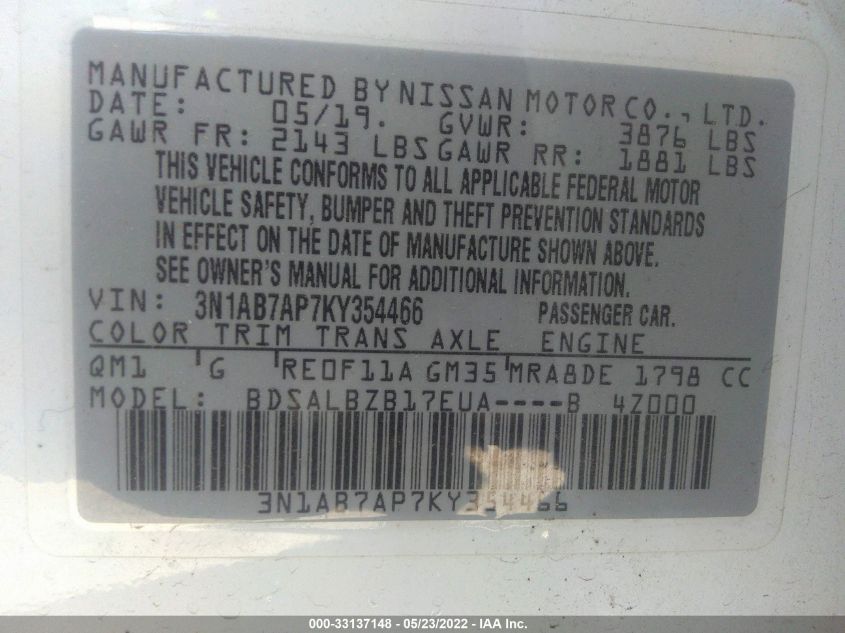 MANUFACTURED BY NISSAN MOTOR CO., LTD.
DATE: 05/19. GVWR: 3876 LBS
GAWR FR: 2143 LBS GAWR RR: 1881 LBS
THIS VEHICLE CONFORMS TO ALL APPLICABLE FEDERAL MOTOR
VEHICLE SAFETY, BUMPER AND THEFT PREVENTION STANDARDS
IN EFFECT ON THE DATE OF MANUFACTURE SHOWN ABOVE.
SEE OWNER'S MANUAL FOR ADDITIONAL INFORMATION.
VIN: 3N1AB7AP7KY354466 PASSENGER CAR.
COLOR TRIM TRANS AXLE ENGINE
QM1 'G 'RE0F11A GM35 'MRA8DE 1798 CC
MODEL: BDSALBZB17EUA----B 4Z000
3N1AB7AP7KY354466
000-33137148 - 05/23/2022 - IAA Inc.